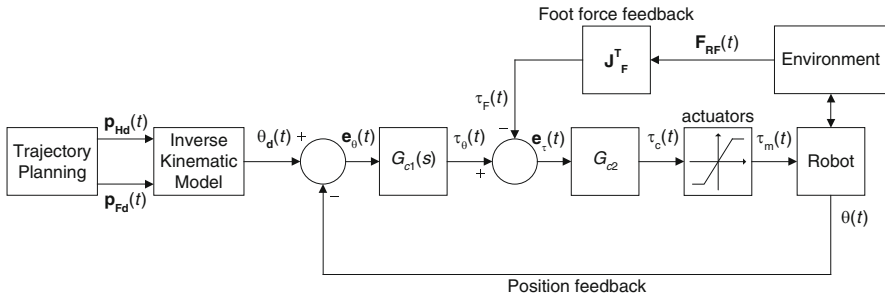 Foot force feedback
J^T_F
F_RF(t)
Environment
τ_F(t)
actuators
p_Hd(t)
Trajectory
Planning
p_Fd(t)
Inverse
Kinematic
Model
θ_d(t)
+
−
e_θ(t)
G_c1(s)
τ_θ(t)
+
−
e_τ(t)
G_c2
τ_c(t)
τ_m(t)
Robot
θ(t)
Position feedback